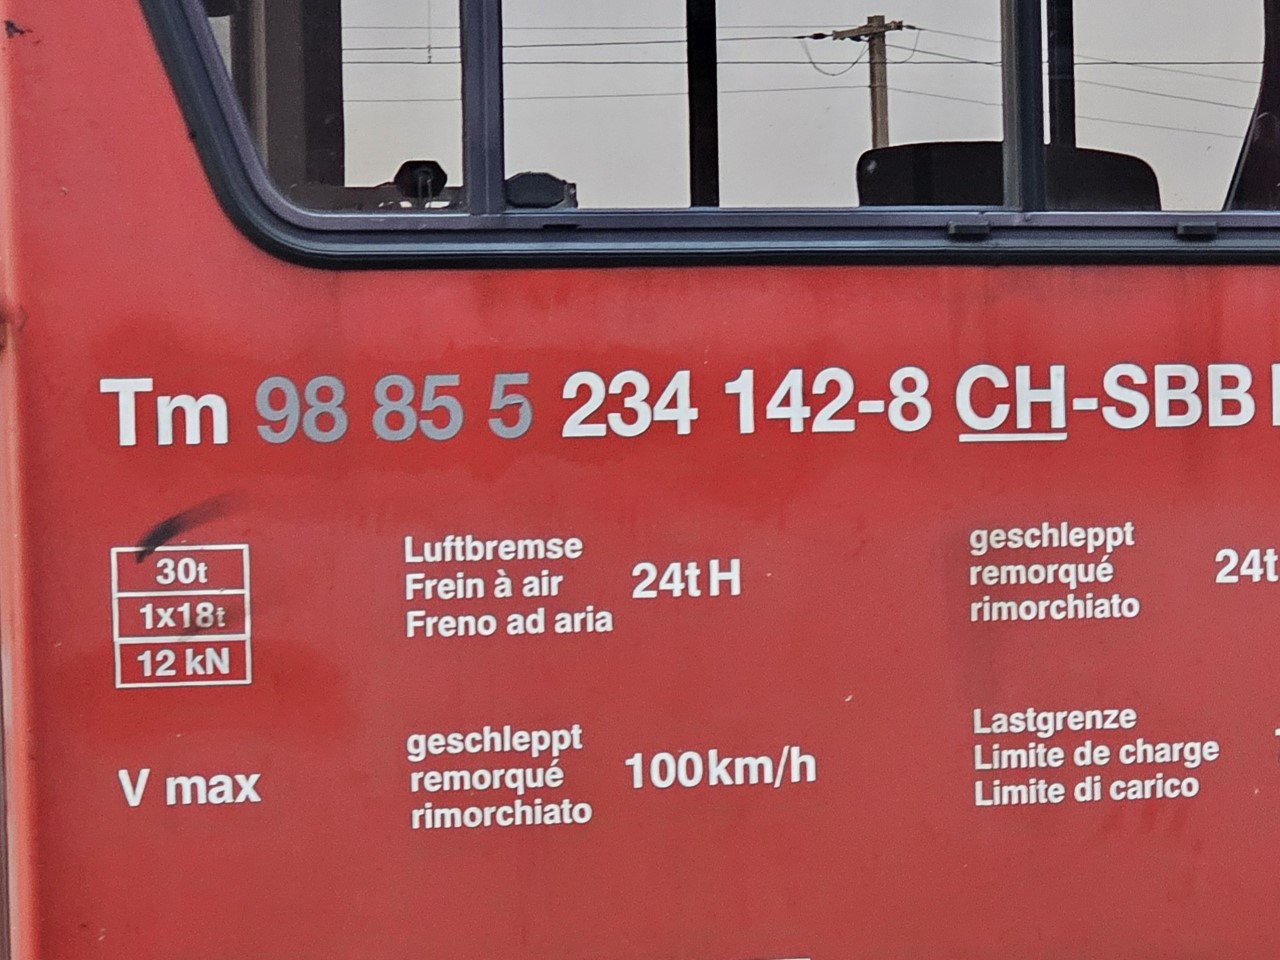 Tm 98 85 5 234 142-8 CH-SBB
30t
1x18t
12 kN
Luftbremse
Frein à air
Freno ad aria
24t H
geschleppt
remorqué
rimorchiato
24t
V max
geschleppt
remorqué
rimorchiato
100km/h
Lastgrenze
Limite de charge
Limite di carico